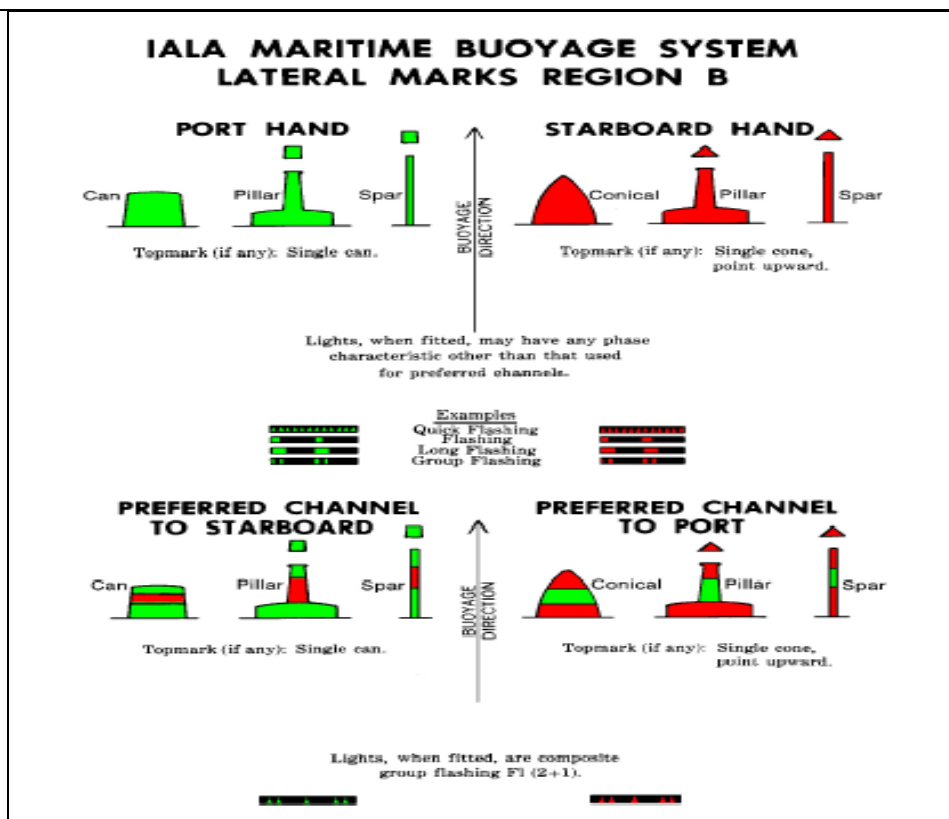 IALA MARITIME BUOYAGE SYSTEM
LATERAL MARKS REGION B
PORT HAND
Can
Pillar
Spar
Topmark (if any): Single can.
BUOYAGE
DIRECTION
STARBOARD HAND
Conical
Pillar
Spar
Topmark (if any): Single cone,
point upward.
Lights, when fitted, may have any phase
characteristic other than that used
for preferred channels.
Examples
Quick Flashing
Flashing
Long Flashing
Group Flashing
PREFERRED CHANNEL
TO STARBOARD
Can
Pillar
Spar
Topmark (if any): Single can.
BUOYAGE
DIRECTION
PREFERRED CHANNEL
TO PORT
Conical
Pillar
Spar
Topmark (if any): Single cone,
point upward.
Lights, when fitted, are composite
group flashing Fl (2+1).